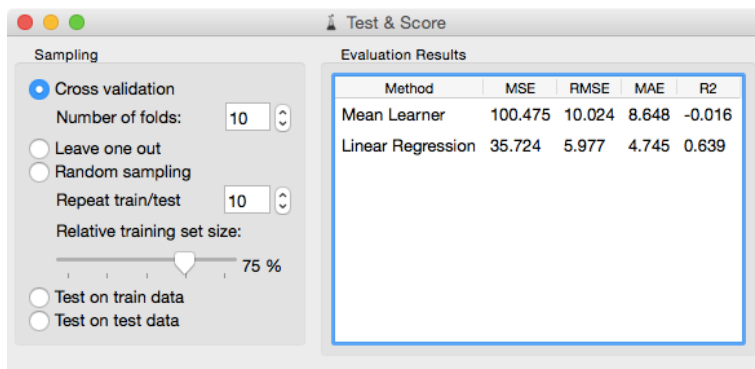 Test & Score
Sampling
Cross validation
Number of folds: 10
Leave one out
Random sampling
Repeat train/test 10
Relative training set size:
75 %
Test on train data
Test on test data
Evaluation Results
Method MSE RMSE MAE R2
Mean Learner 100.475 10.024 8.648 -0.016
Linear Regression 35.724 5.977 4.745 0.639